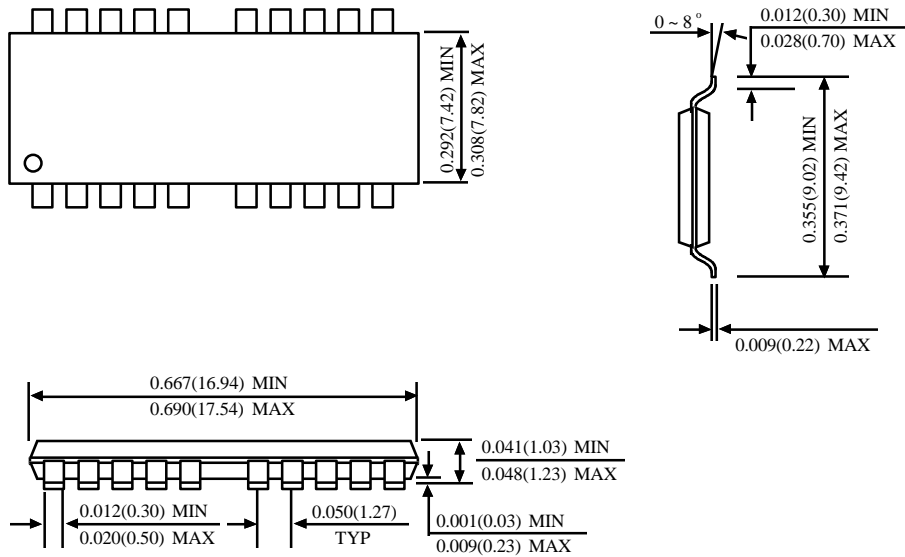 0.292(7.42) MIN
0.308(7.82) MAX
0 ~ 8°
0.012(0.30) MIN
0.028(0.70) MAX
0.355(9.02) MIN
0.371(9.42) MAX
0.009(0.22) MAX
0.667(16.94) MIN
0.690(17.54) MAX
0.041(1.03) MIN
0.048(1.23) MAX
0.012(0.30) MIN
0.020(0.50) MAX
0.050(1.27)
TYP
0.001(0.03) MIN
0.009(0.23) MAX